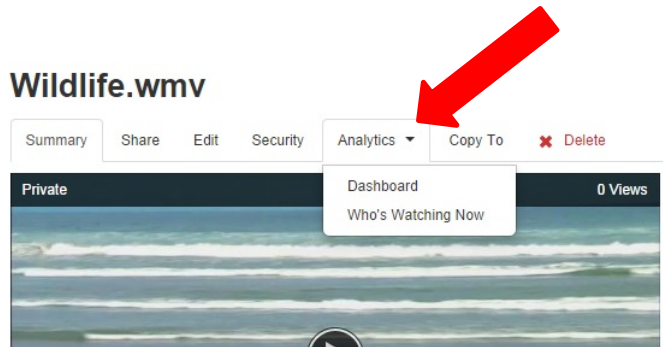 Wildlife.wmv
Summary Share Edit Security Analytics Copy To Delete
Private 0 Views
Dashboard
Who's Watching Now